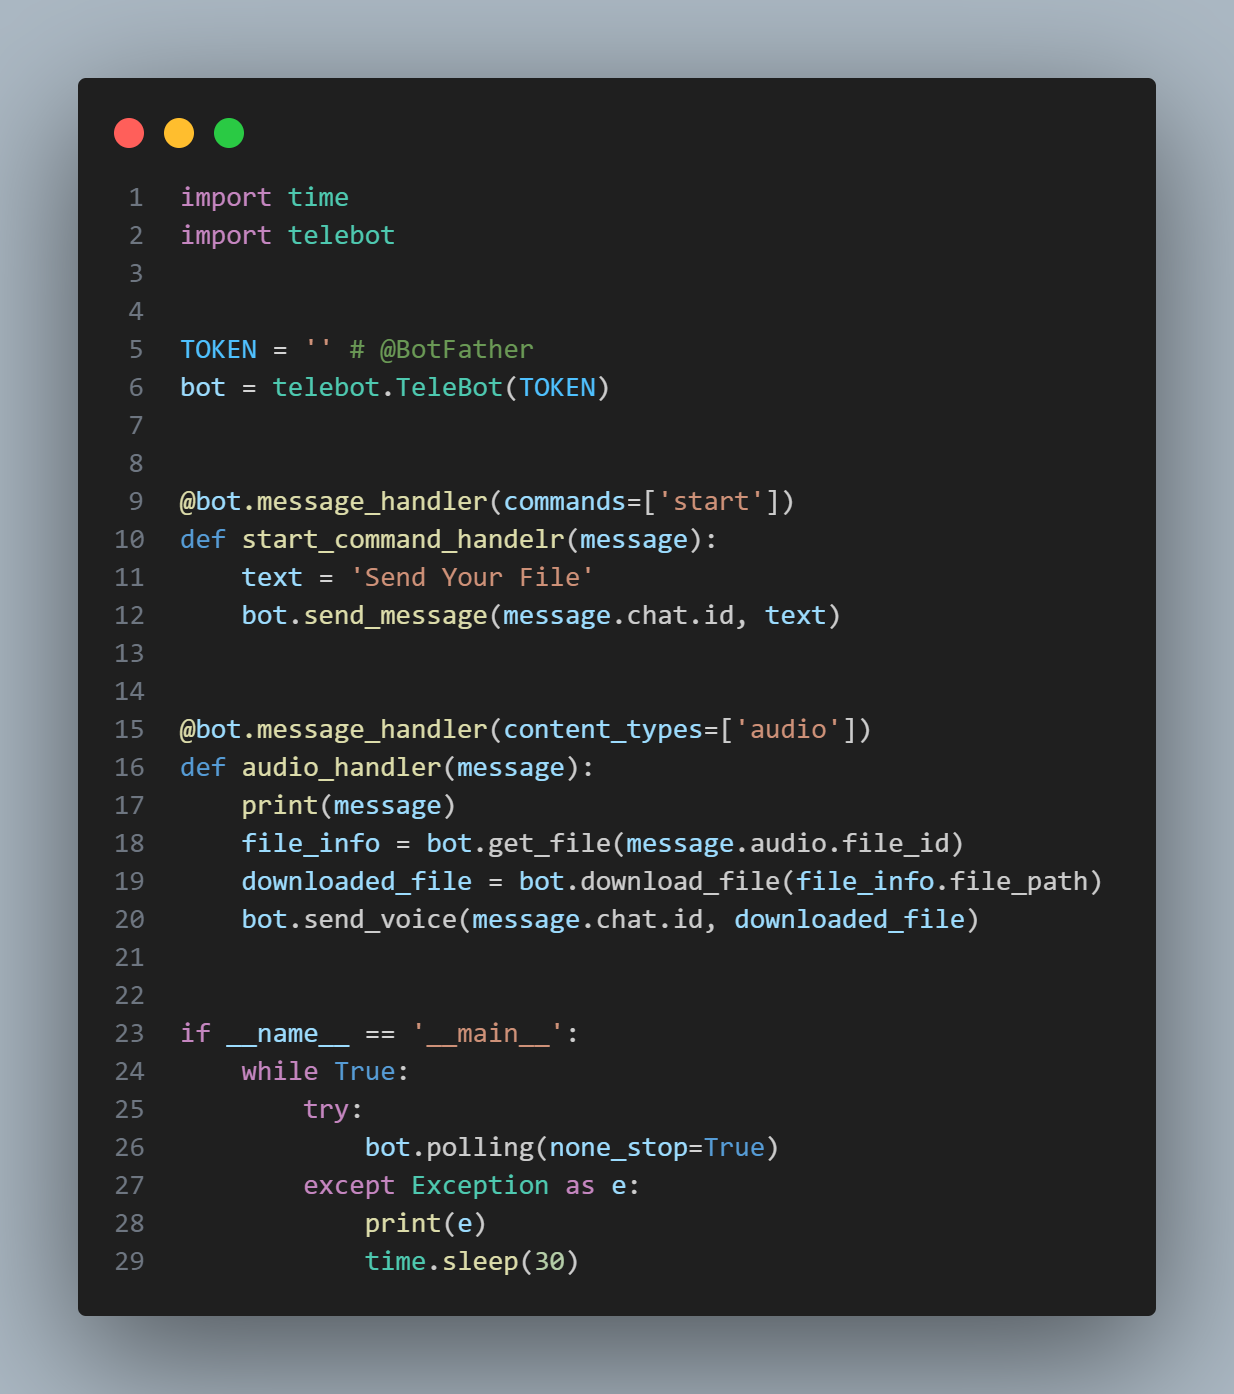 1 import time
2 import telebot
3
4
5 TOKEN = '' # @BotFather
6 bot = telebot.TeleBot(TOKEN)
7
8
9 @bot.message_handler(commands=['start'])
10 def start_command_handelr(message):
11     text = 'Send Your File'
12     bot.send_message(message.chat.id, text)
13
14
15 @bot.message_handler(content_types=['audio'])
16 def audio_handler(message):
17     print(message)
18     file_info = bot.get_file(message.audio.file_id)
19     downloaded_file = bot.download_file(file_info.file_path)
20     bot.send_voice(message.chat.id, downloaded_file)
21
22
23 if __name__ == '__main__':
24     while True:
25         try:
26             bot.polling(none_stop=True)
27         except Exception as e:
28             print(e)
29             time.sleep(30)